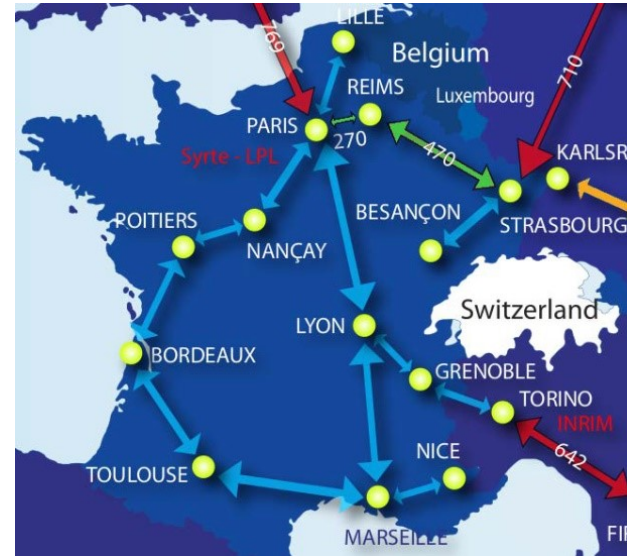 LILLE
769
Belgium
710
REIMS
Luxembourg
PARIS
270
470
Syrte - LPL
KARLSR
BESANÇON
STRASBOURG
POITIERS
NANÇAY
Switzerland
LYON
BORDEAUX
GRENOBLE
TORINO
INRIM
NICE
642
TOULOUSE
MARSEILLE
FIR